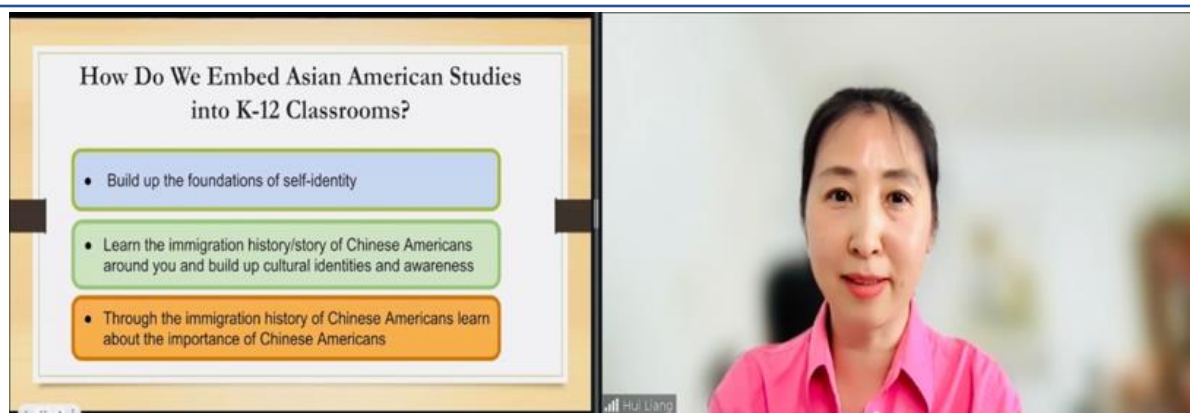 How Do We Embed Asian American Studies
into K-12 Classrooms?
● Build up the foundations of self-identity
● Learn the immigration history/story of Chinese Americans
around you and build up cultural identities and awareness
● Through the immigration history of Chinese Americans learn
about the importance of Chinese Americans
Hui Liang